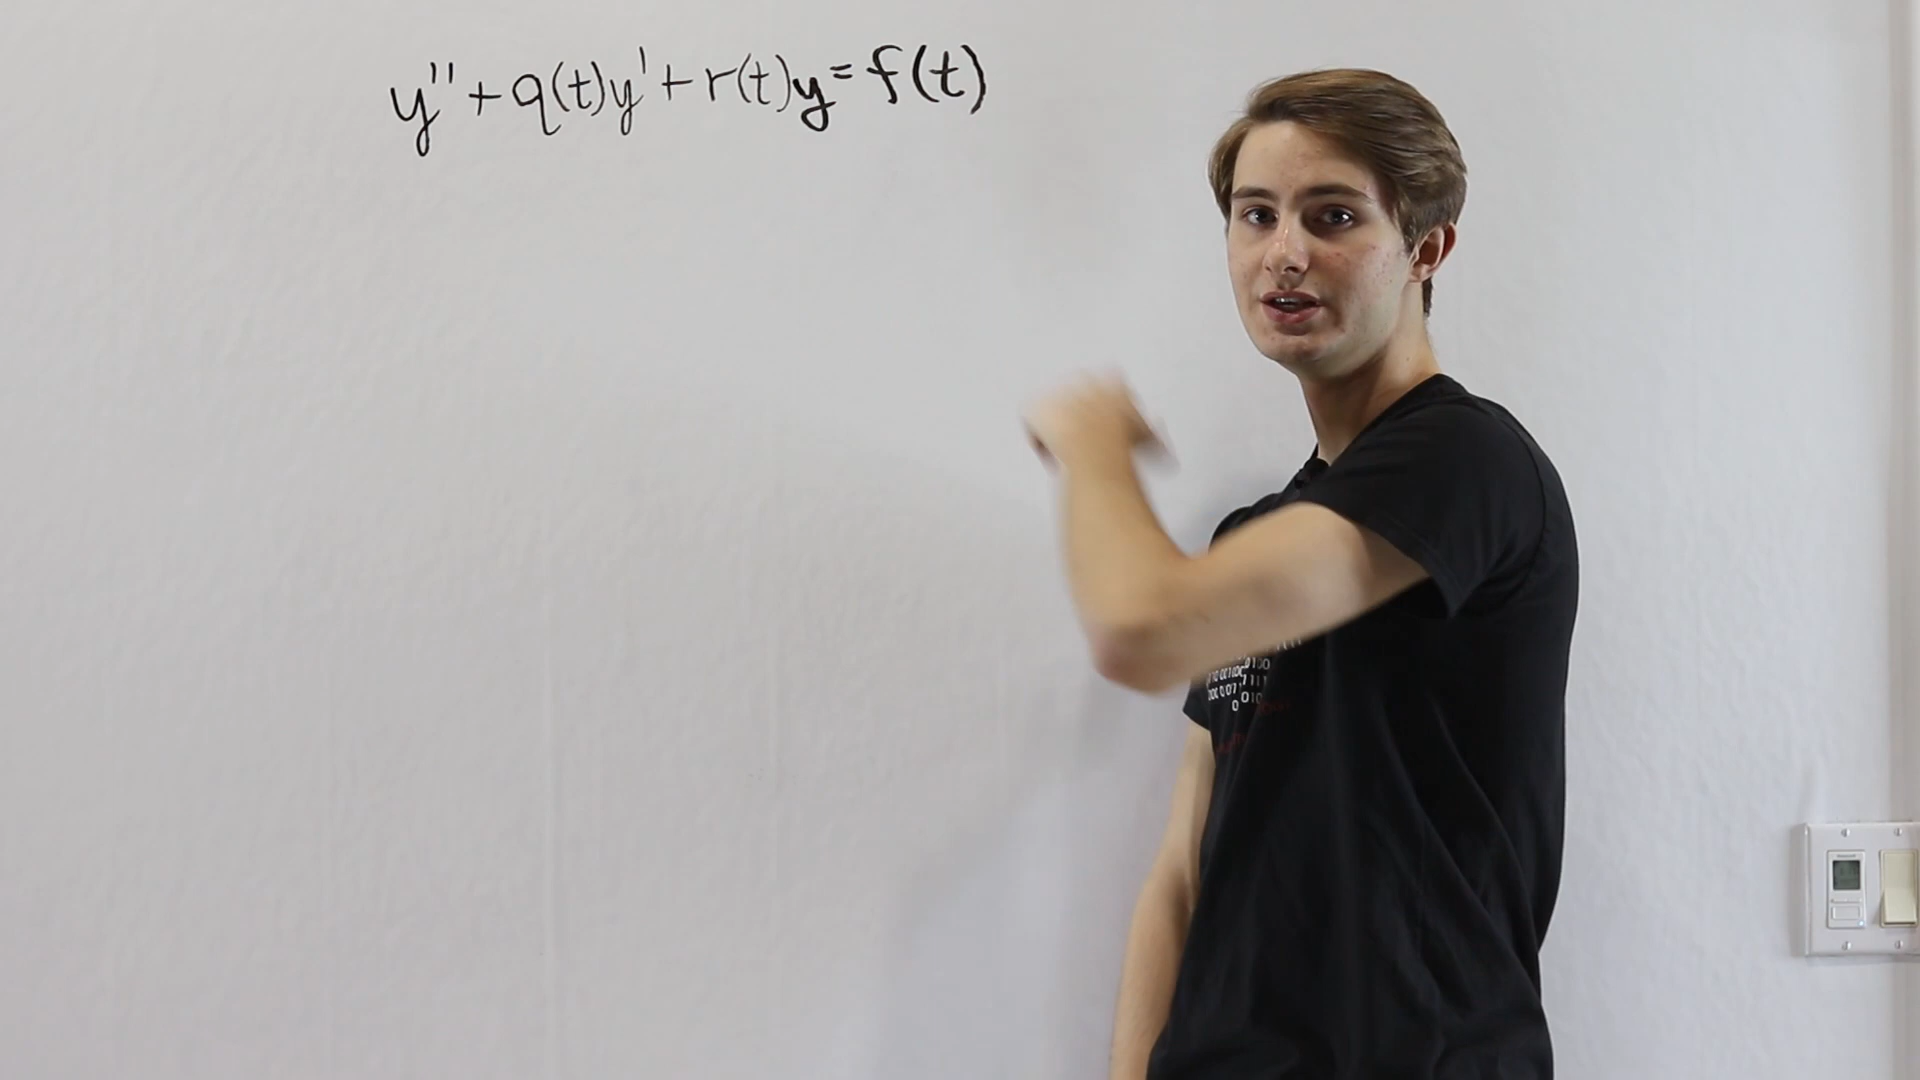 y'' + q(t)y' + r(t)y = f(t)